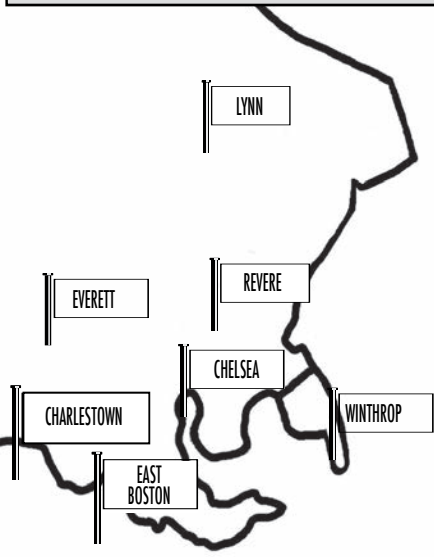 LYNN
REVERE
EVERETT
CHELSEA
CHARLESTOWN
WINTHROP
EAST
BOSTON